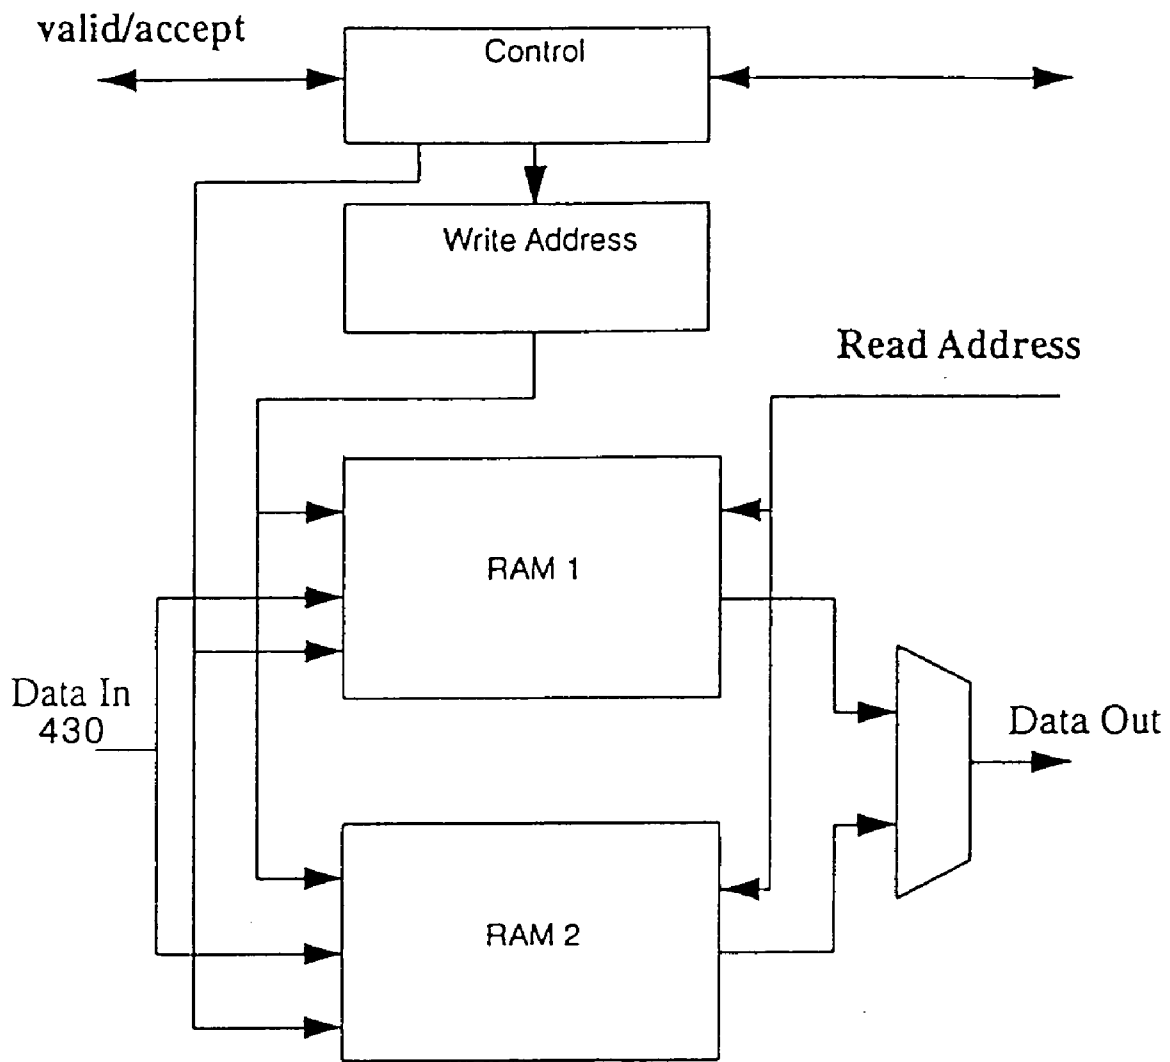 valid/accept
Control
Write Address
Read Address
RAM 1
Data In
430
Data Out
RAM 2